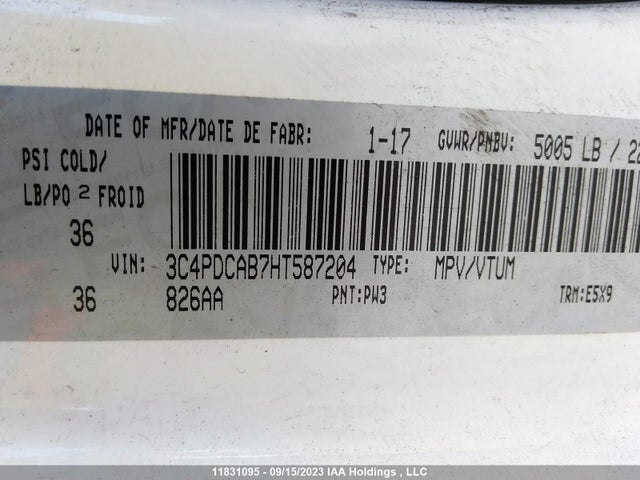 DATE OF MFR/DATE DE FABR: 1-17 GVWR/PNBV: 5005 LB / 22
PSI COLD/
LB/PO 2 FROID
36
VIN: 3C4PDCAB7HT587204 TYPE: MPV/VTUM
36 826AA PNT:PW3 TRM:E5X9
11831095 - 09/15/2023 IAA Holdings , LLC